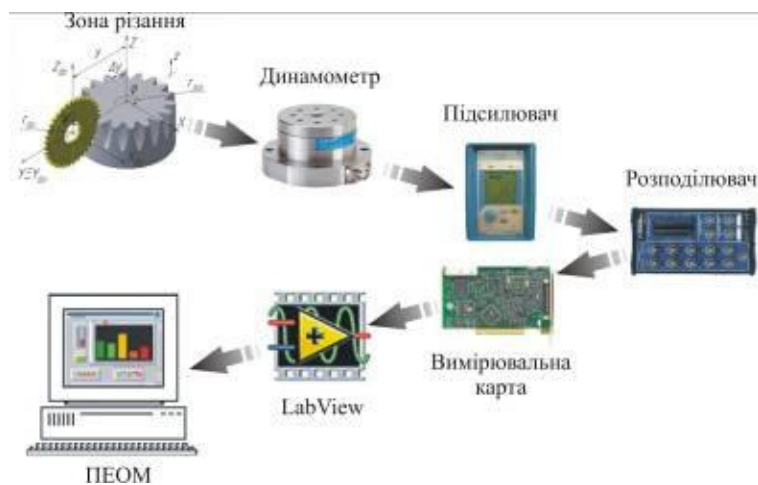 Зона різання
Динамометр
Підсилювач
Розподілювач
Вимірювальна
карта
LabView
ПЕОМ